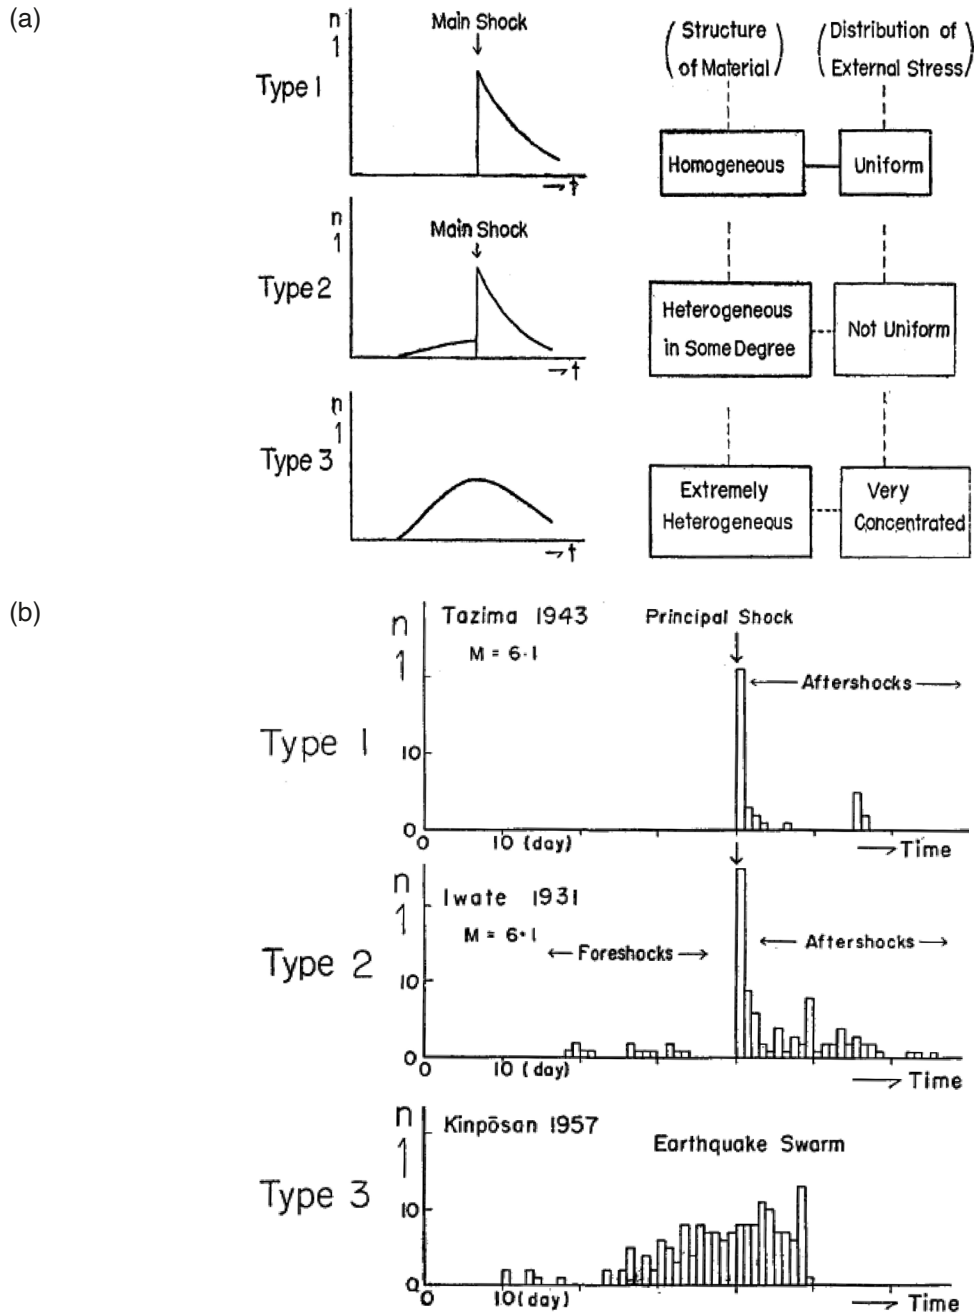 (a)
n
1
Type 1
Main Shock
→ t
(Structure of Material)
(Distribution of External Stress)
Homogeneous
Uniform
n
1
Type 2
Main Shock
→ t
Heterogeneous
in Some Degree
Not Uniform
n
1
Type 3
→ t
Extremely
Heterogeneous
Very
Concentrated
(b)
n
1
Tazima 1943
M = 6·1
Principal Shock
← Aftershocks →
Type 1
10
0
0 10 (day) → Time
n
1
Iwate 1931
M = 6·1
← Foreshocks →
← Aftershocks →
Type 2
10
0
0 10 (day) → Time
n
1
Kinpōsan 1957
Earthquake Swarm
Type 3
10
0
0 10 (day) → Time